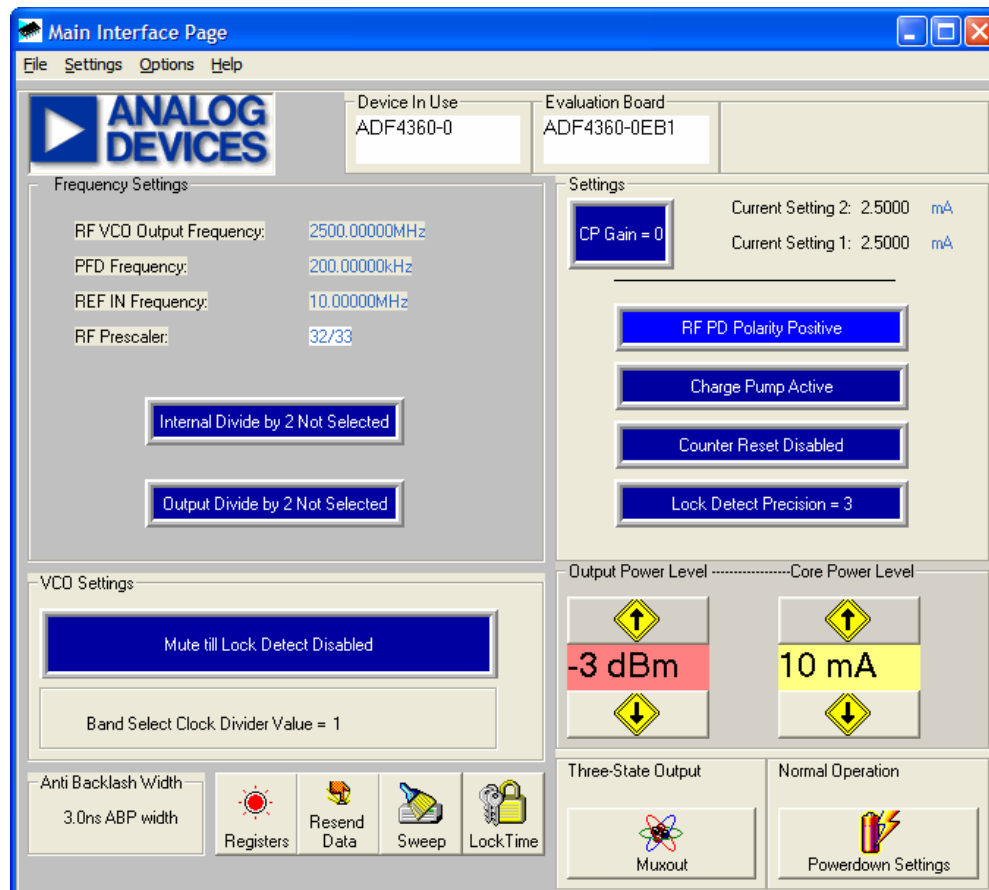 Main Interface Page
File Settings Options Help
ANALOG
DEVICES
Device In Use
ADF4360-0
Evaluation Board
ADF4360-0EB1
Frequency Settings
RF VCO Output Frequency: 2500.00000MHz
PFD Frequency: 200.00000kHz
REF IN Frequency: 10.00000MHz
RF Prescaler: 32/33
Internal Divide by 2 Not Selected
Output Divide by 2 Not Selected
Settings
CP Gain = 0
Current Setting 2: 2.5000 mA
Current Setting 1: 2.5000 mA
RF PD Polarity Positive
Charge Pump Active
Counter Reset Disabled
Lock Detect Precision = 3
VCO Settings
Mute till Lock Detect Disabled
Band Select Clock Divider Value = 1
Output Power Level -----------------Core Power Level
-3 dBm
10 mA
Anti Backlash Width
3.0ns ABP width
Registers
Resend
Data
Sweep
LockTime
Three-State Output
Muxout
Normal Operation
Powerdown Settings